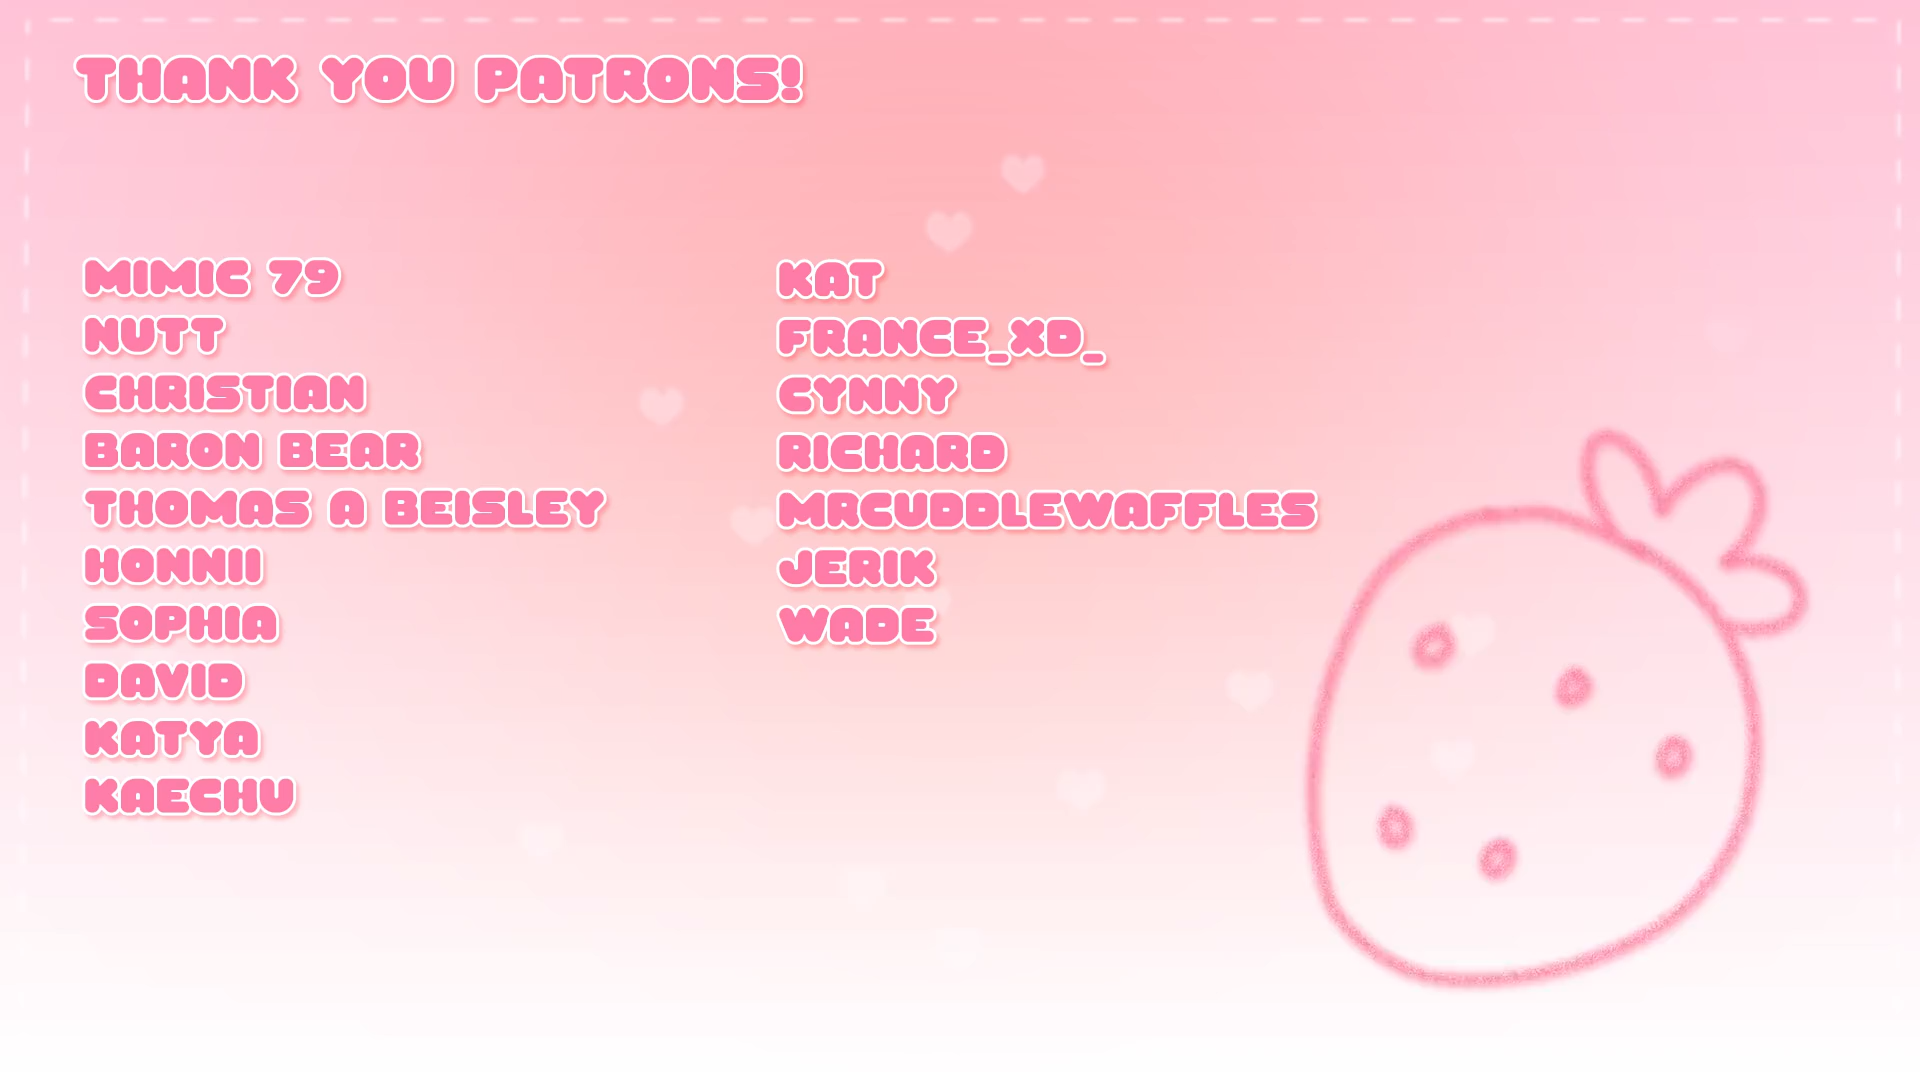 THANK YOU PATRONS!
MIMIC 79
NUTT
CHRISTIAN
BARON BEAR
THOMAS A BEISLEY
HONNII
SOPHIA
DAVID
KATYA
KAECHU
KAT
FRANCE_XD_
CYNNY
RICHARD
MRCUDDLEWAFFLES
JERIK
WADE